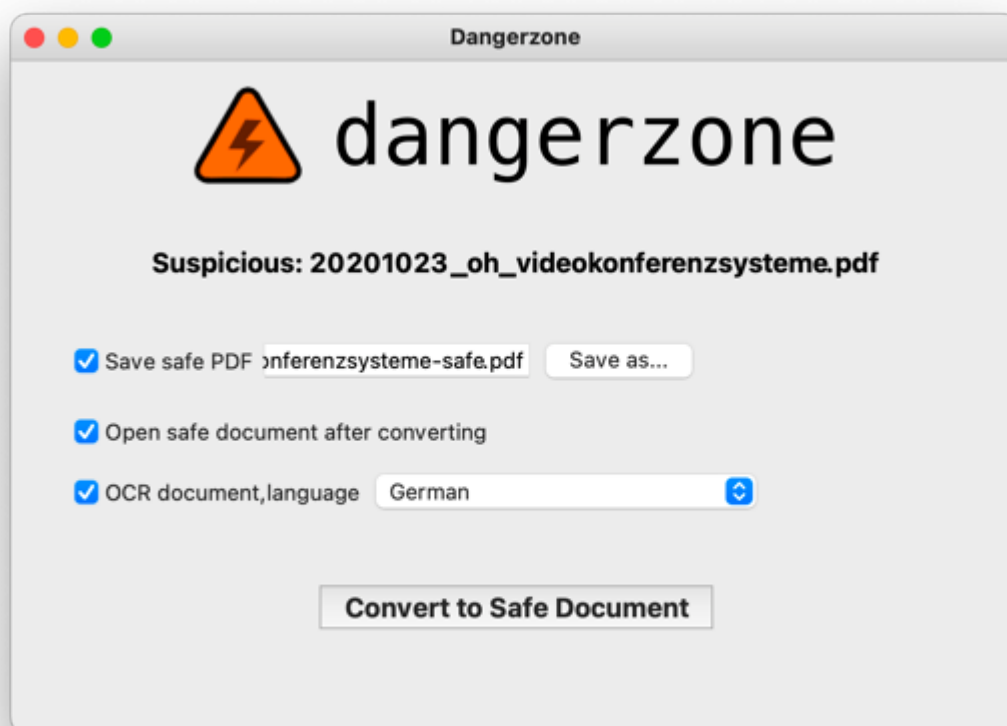 Dangerzone
dangerzone
Suspicious: 20201023_oh_videokonferenzsysteme.pdf
Save safe PDF onferenzsysteme-safe.pdf Save as...
Open safe document after converting
OCR document,language German
Convert to Safe Document